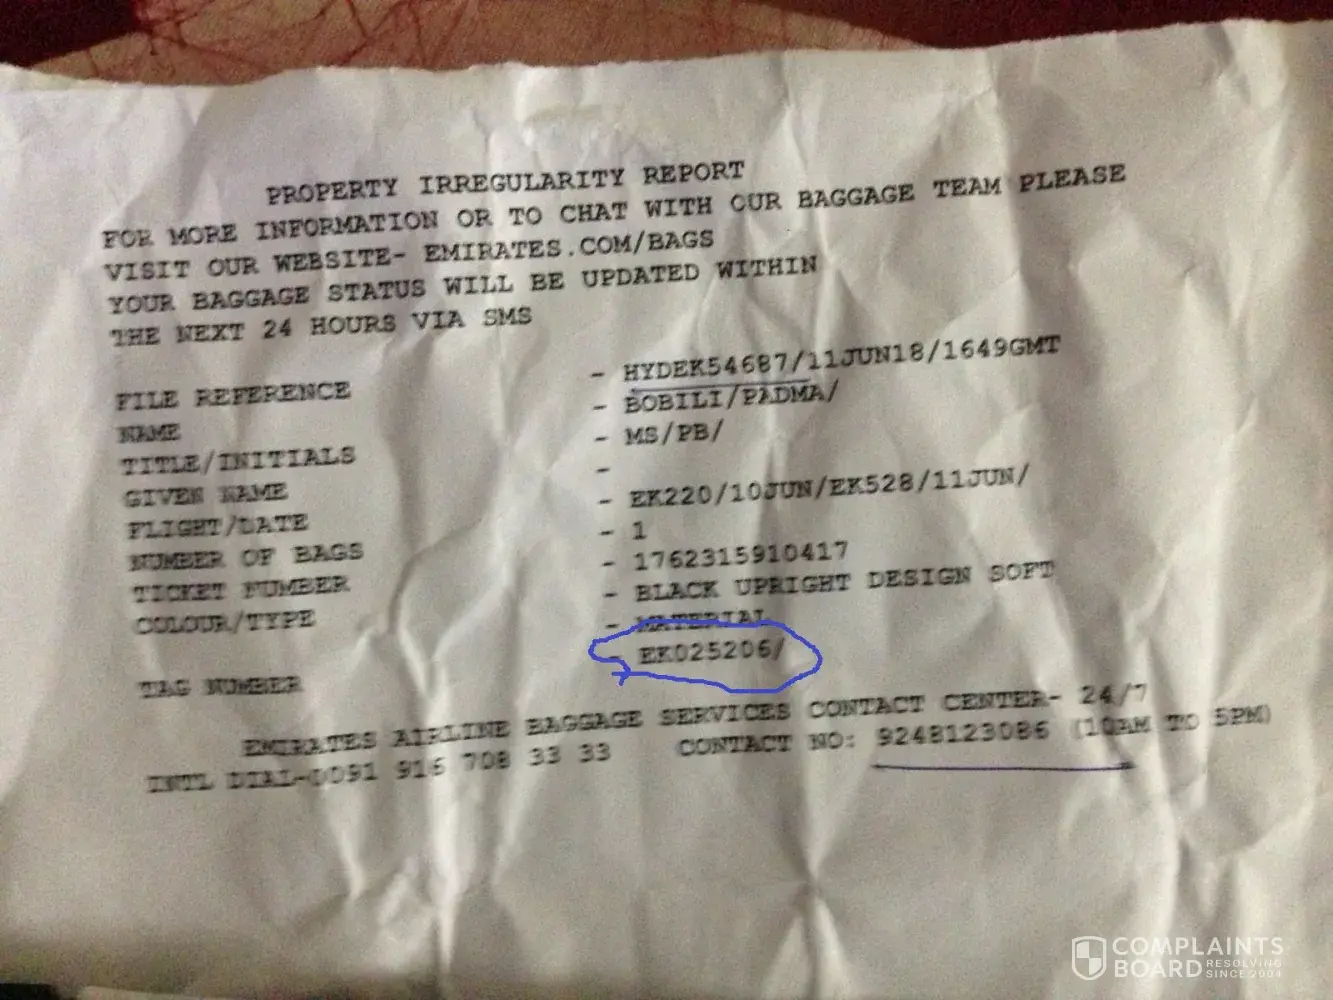 PROPERTY IRREGULARITY REPORT
FOR MORE INFORMATION OR TO CHAT WITH OUR BAGGAGE TEAM PLEASE
VISIT OUR WEBSITE- EMIRATES.COM/BAGS
YOUR BAGGAGE STATUS WILL BE UPDATED WITHIN
THE NEXT 24 HOURS VIA SMS
FILE REFERENCE - HYDEK54687/11JUN18/1649GMT
NAME - BOBILI/PADMA/
TITLE/INITIALS - MS/PB/
GIVEN NAME -
FLIGHT/DATE - EK220/10JUN/EK528/11JUN/
NUMBER OF BAGS - 1
TICKET NUMBER - 1762315910417
COLOUR/TYPE - BLACK UPRIGHT DESIGN SOFT
- MATERIAL
TAG NUMBER - EK025206/
EMIRATES AIRLINE BAGGAGE SERVICES CONTACT CENTER- 24/7
INTL DIAL-0091 916 708 33 33 CONTACT NO: 9248123086 (10AM TO 5PM)
COMPLAINTS
BOARD RESOLVING
SINCE 2004